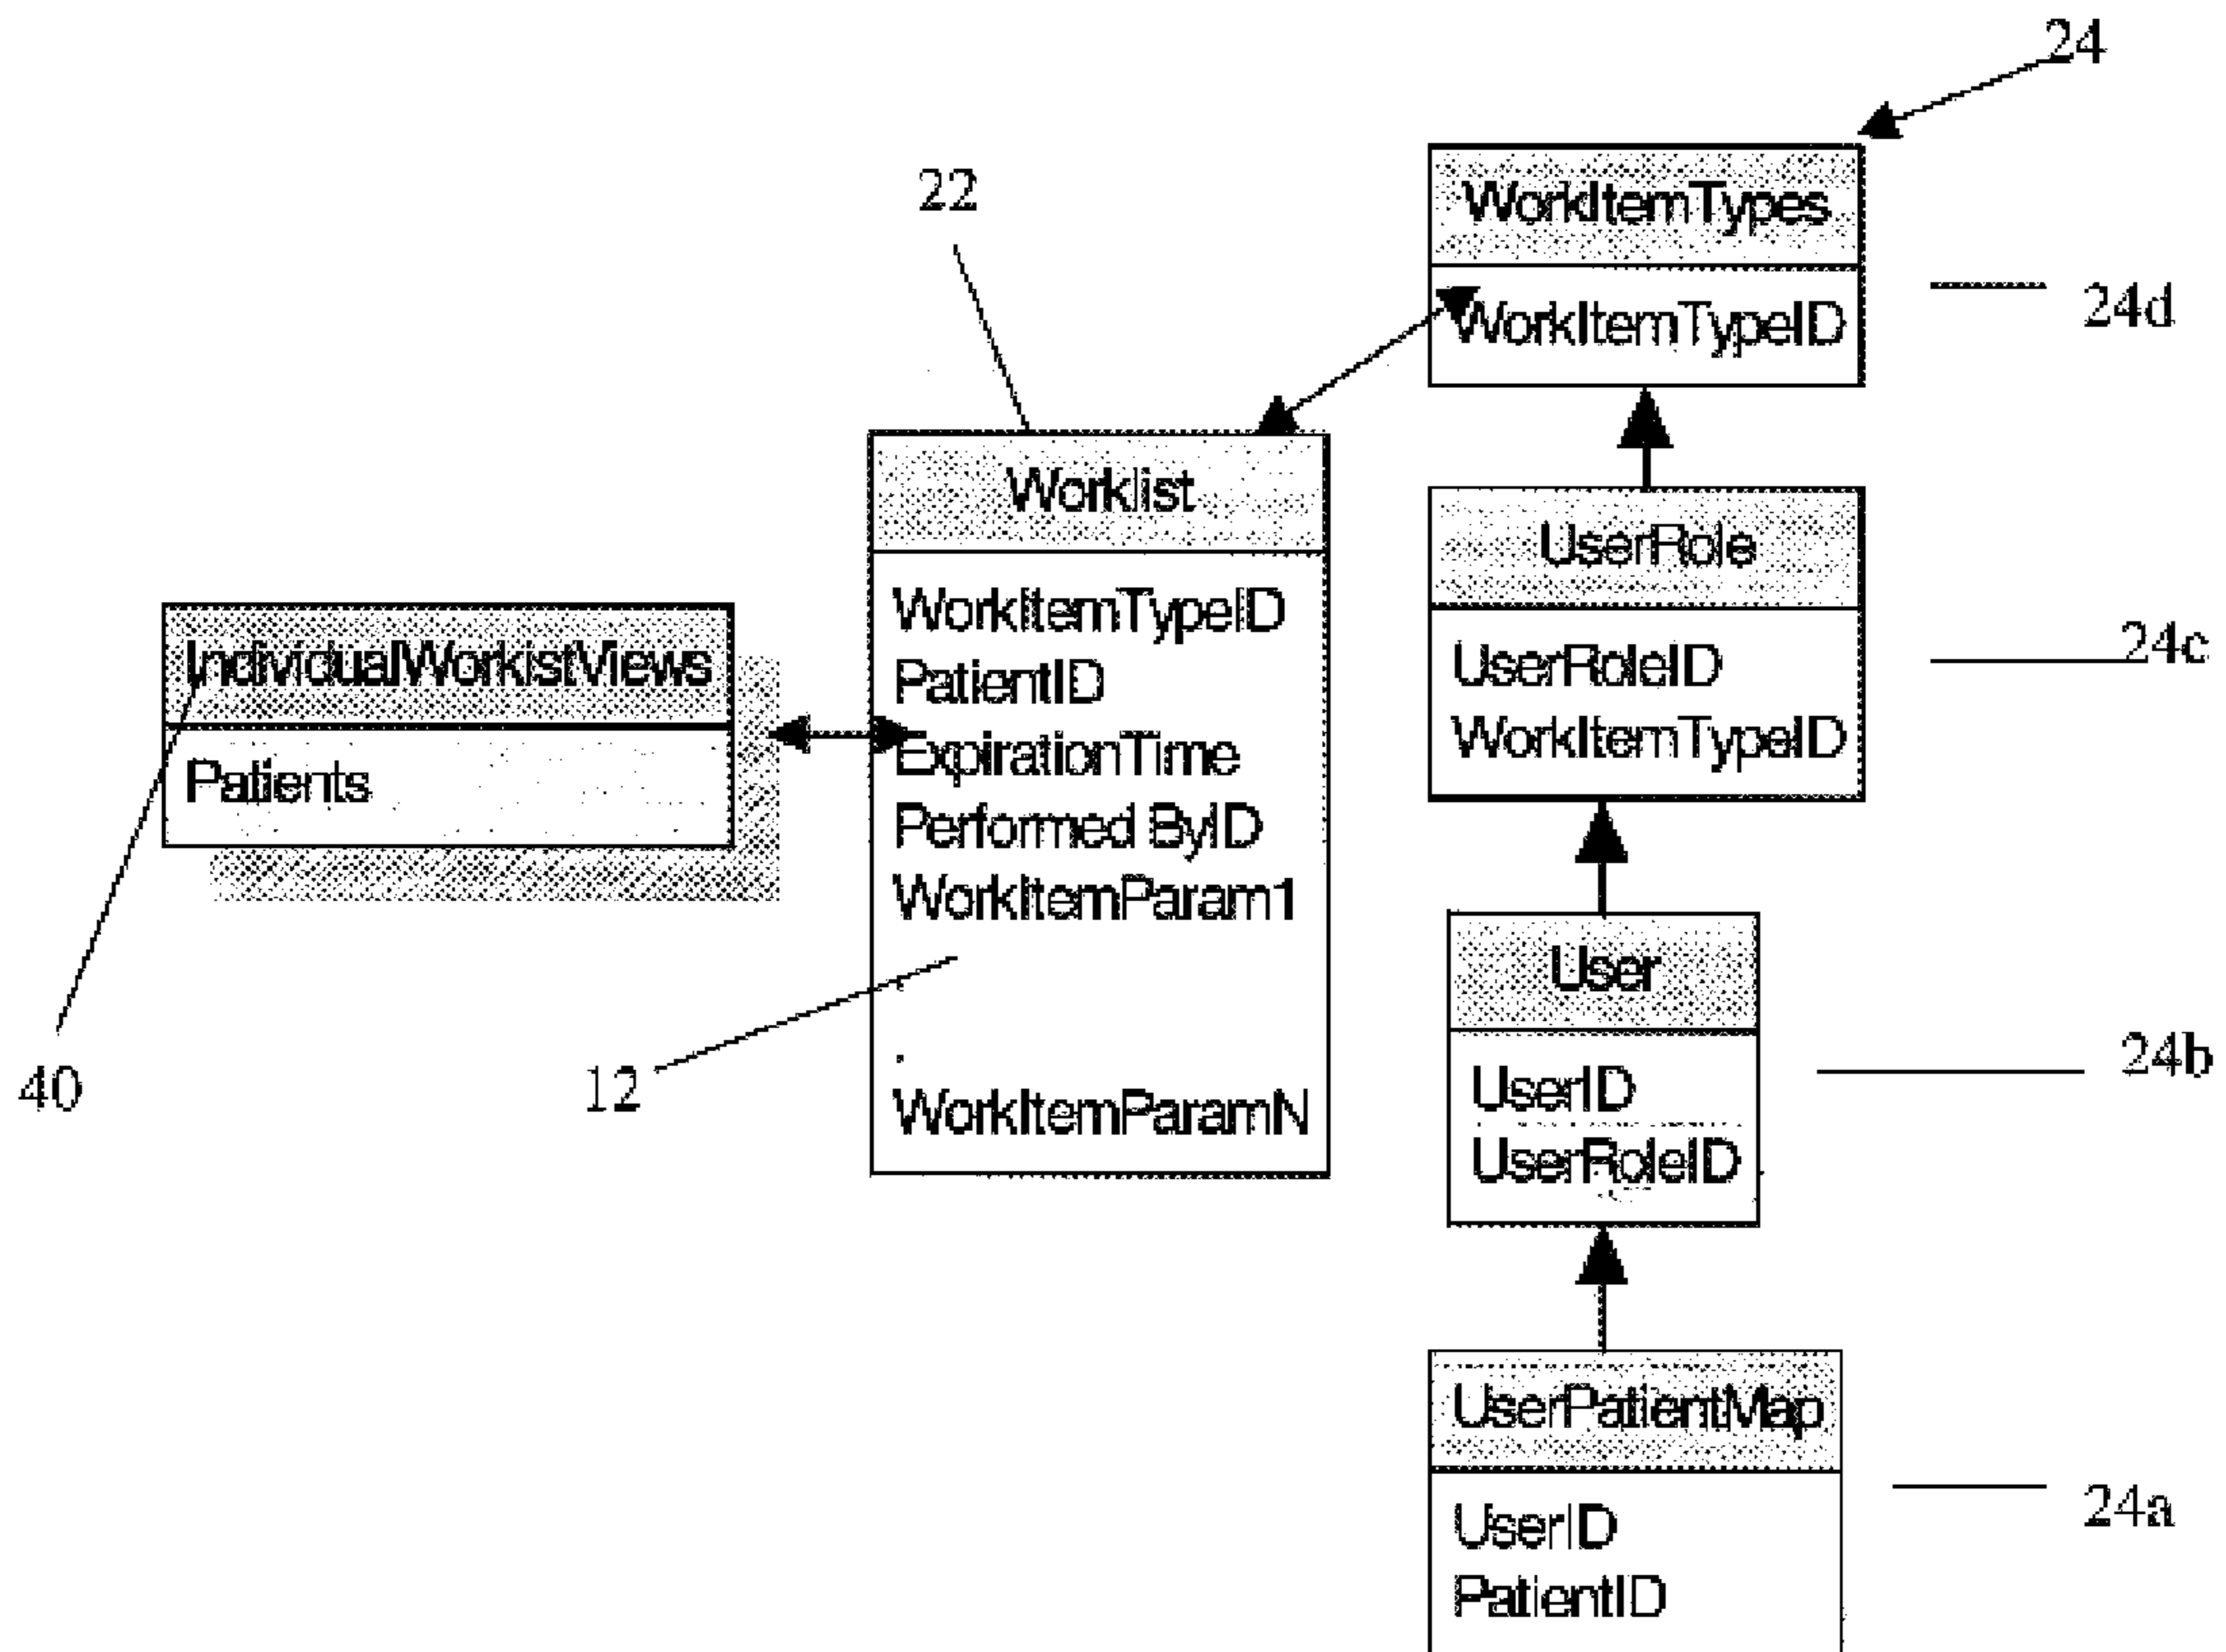 24
WorkItemTypes
WorkItemTypeID
24d
22
Worklist
WorkItemTypeID
PatientID
ExpirationTime
Performed ByID
WorkItemParam1
.
.
WorkItemParamN
12
IndividualWorkistViews
Patients
40
UserRole
UserRoleID
WorkItemTypeID
24c
User
UserID
UserRoleID
24b
UserPatientMap
UserID
PatientID
24a